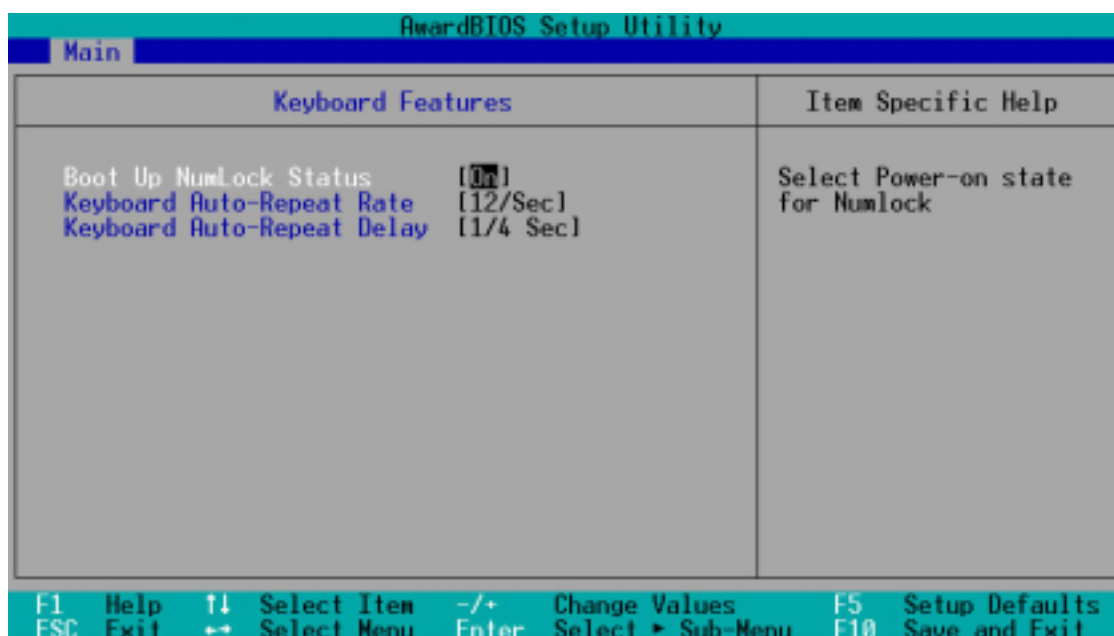 AwardBIOS Setup Utility
Main
Keyboard Features
Item Specific Help
Boot Up NumLock Status [On]
Keyboard Auto-Repeat Rate [12/Sec]
Keyboard Auto-Repeat Delay [1/4 Sec]
Select Power-on state
for Numlock
F1 Help ↑↓ Select Item -/+ Change Values F5 Setup Defaults
ESC Exit ←→ Select Menu Enter Select ► Sub-Menu F10 Save and Exit